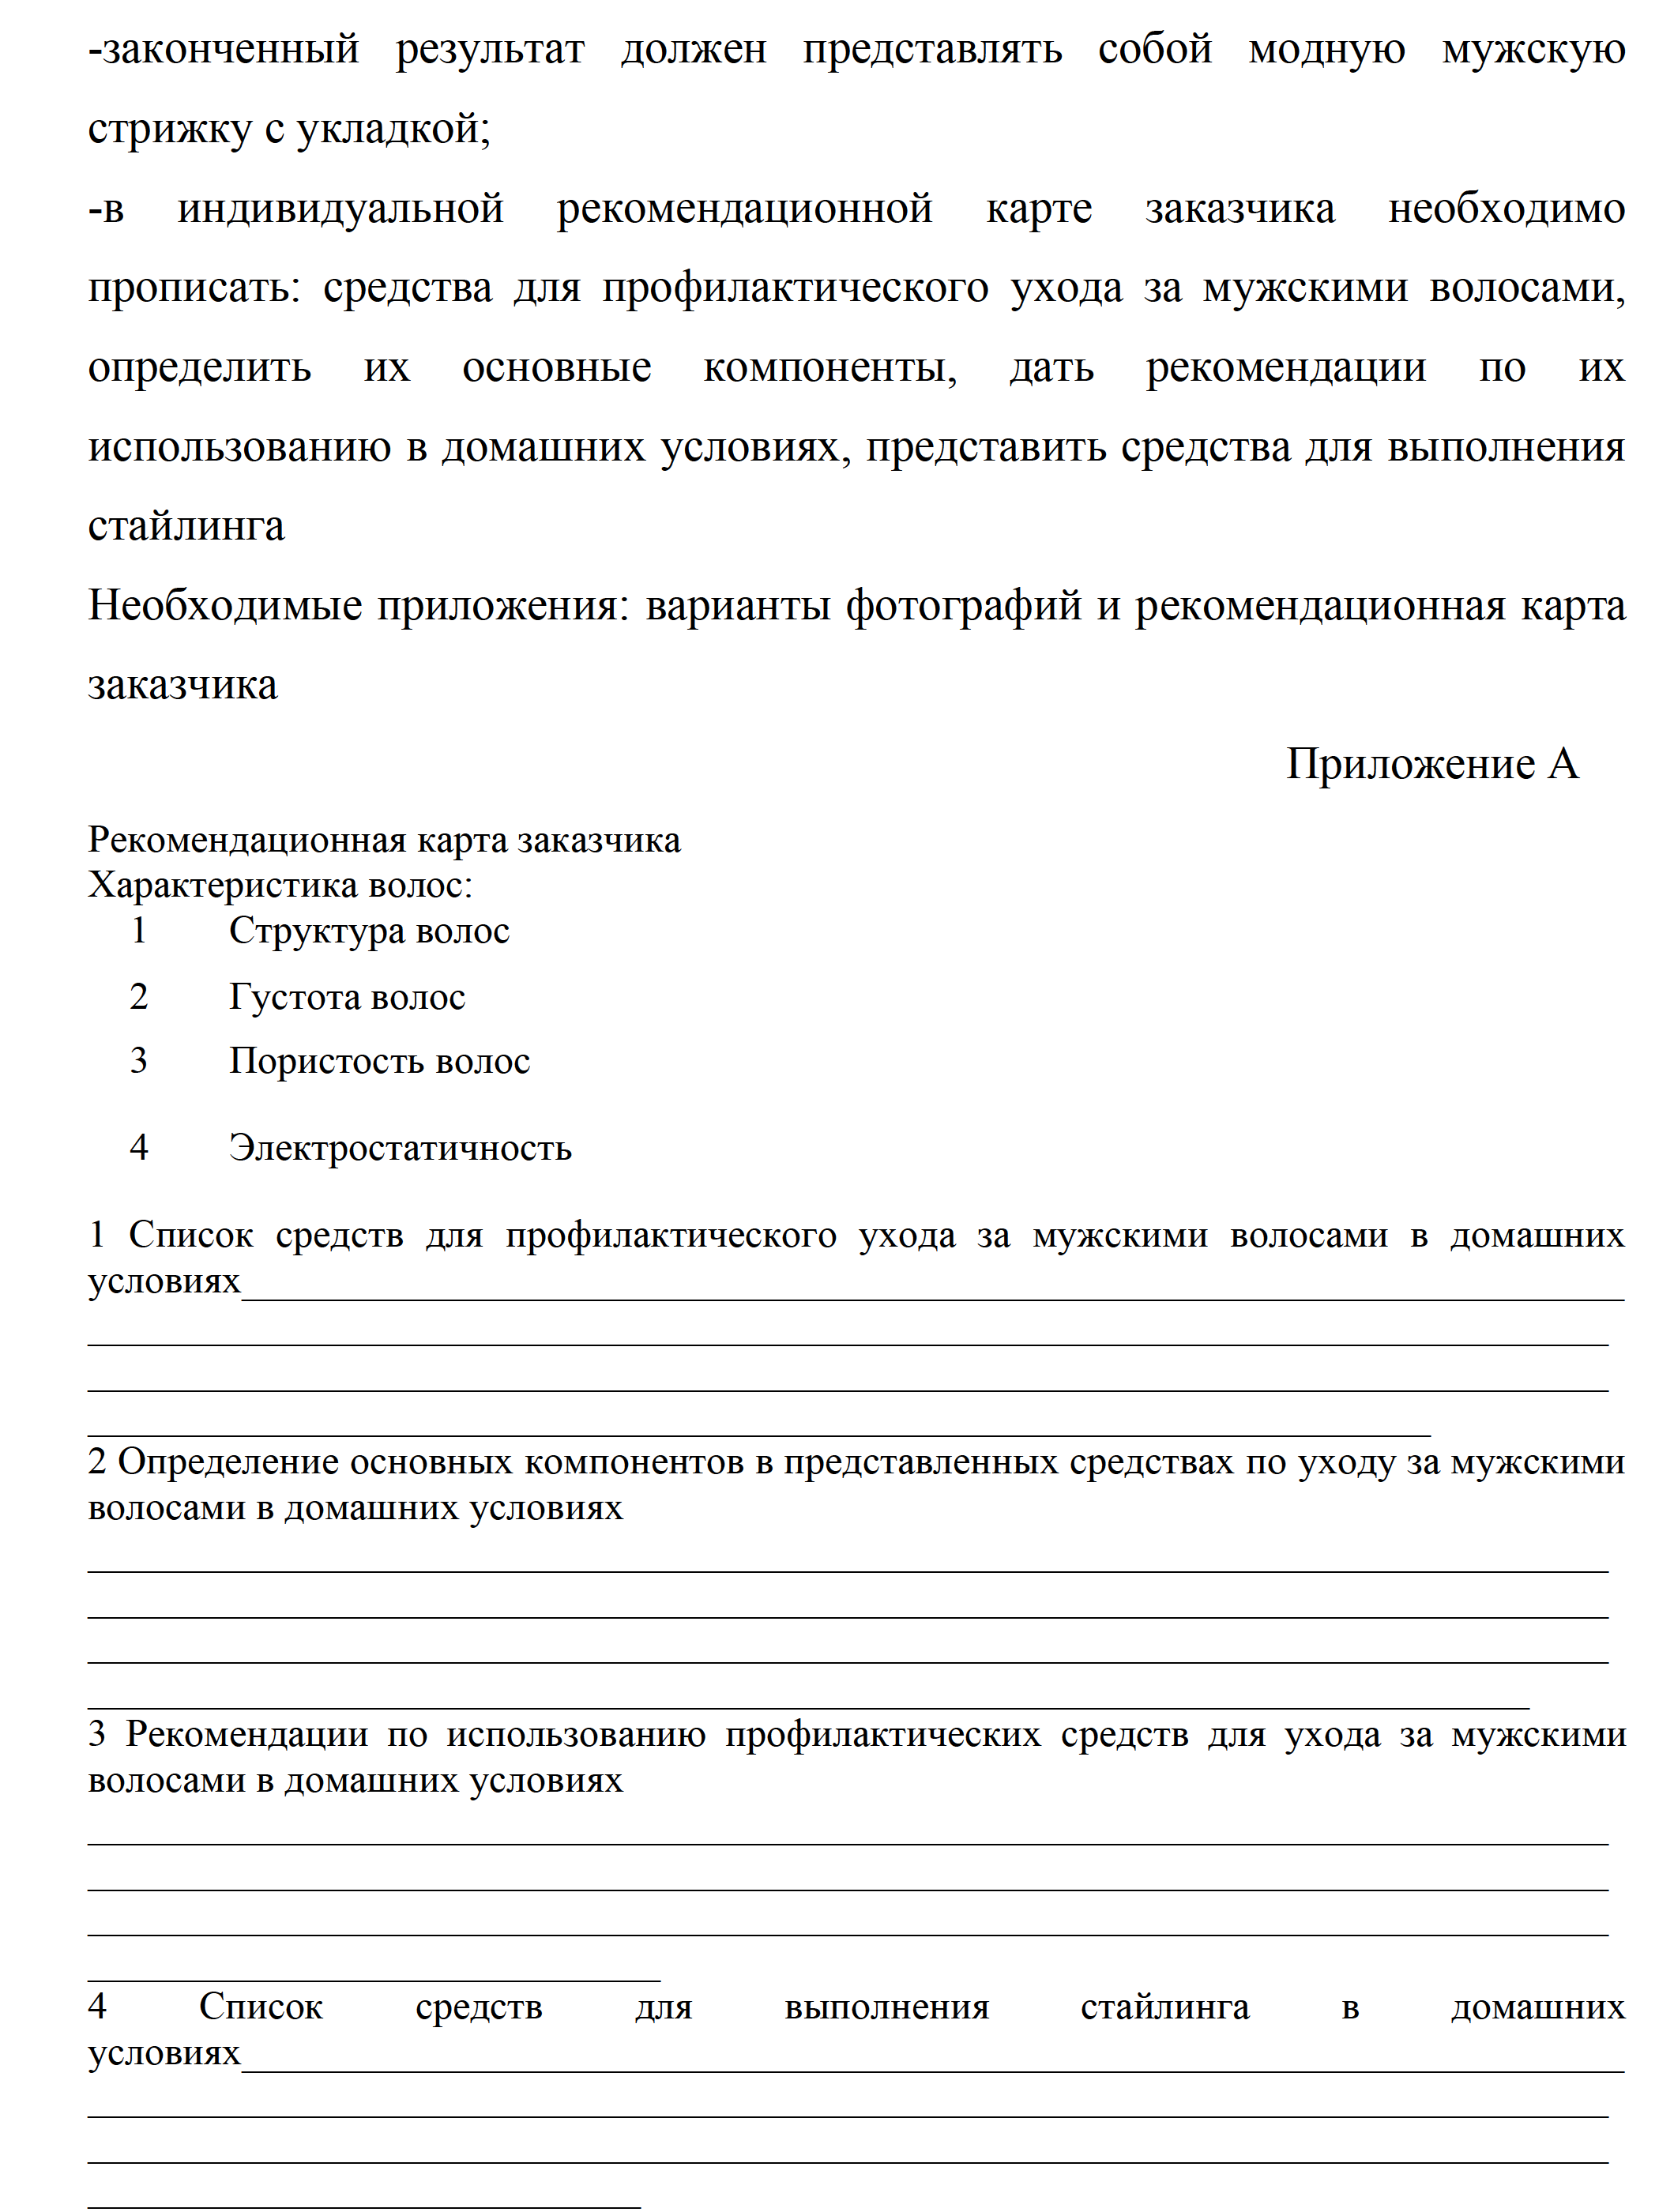 -законченный результат должен представлять собой модную мужскую
стрижку с укладкой;
-в индивидуальной рекомендационной карте заказчика необходимо
прописать: средства для профилактического ухода за мужскими волосами,
определить их основные компоненты, дать рекомендации по их
использованию в домашних условиях, представить средства для выполнения
стайлинга
Необходимые приложения: варианты фотографий и рекомендационная карта
заказчика
Приложение А
Рекомендационная карта заказчика
Характеристика волос:
1 Структура волос
2 Густота волос
3 Пористость волос
4 Электростатичность
1 Список средств для профилактического ухода за мужскими волосами в домашних
условиях
2 Определение основных компонентов в представленных средствах по уходу за мужскими
волосами в домашних условиях
3 Рекомендации по использованию профилактических средств для ухода за мужскими
волосами в домашних условиях
4 Список средств для выполнения стайлинга в домашних
условиях